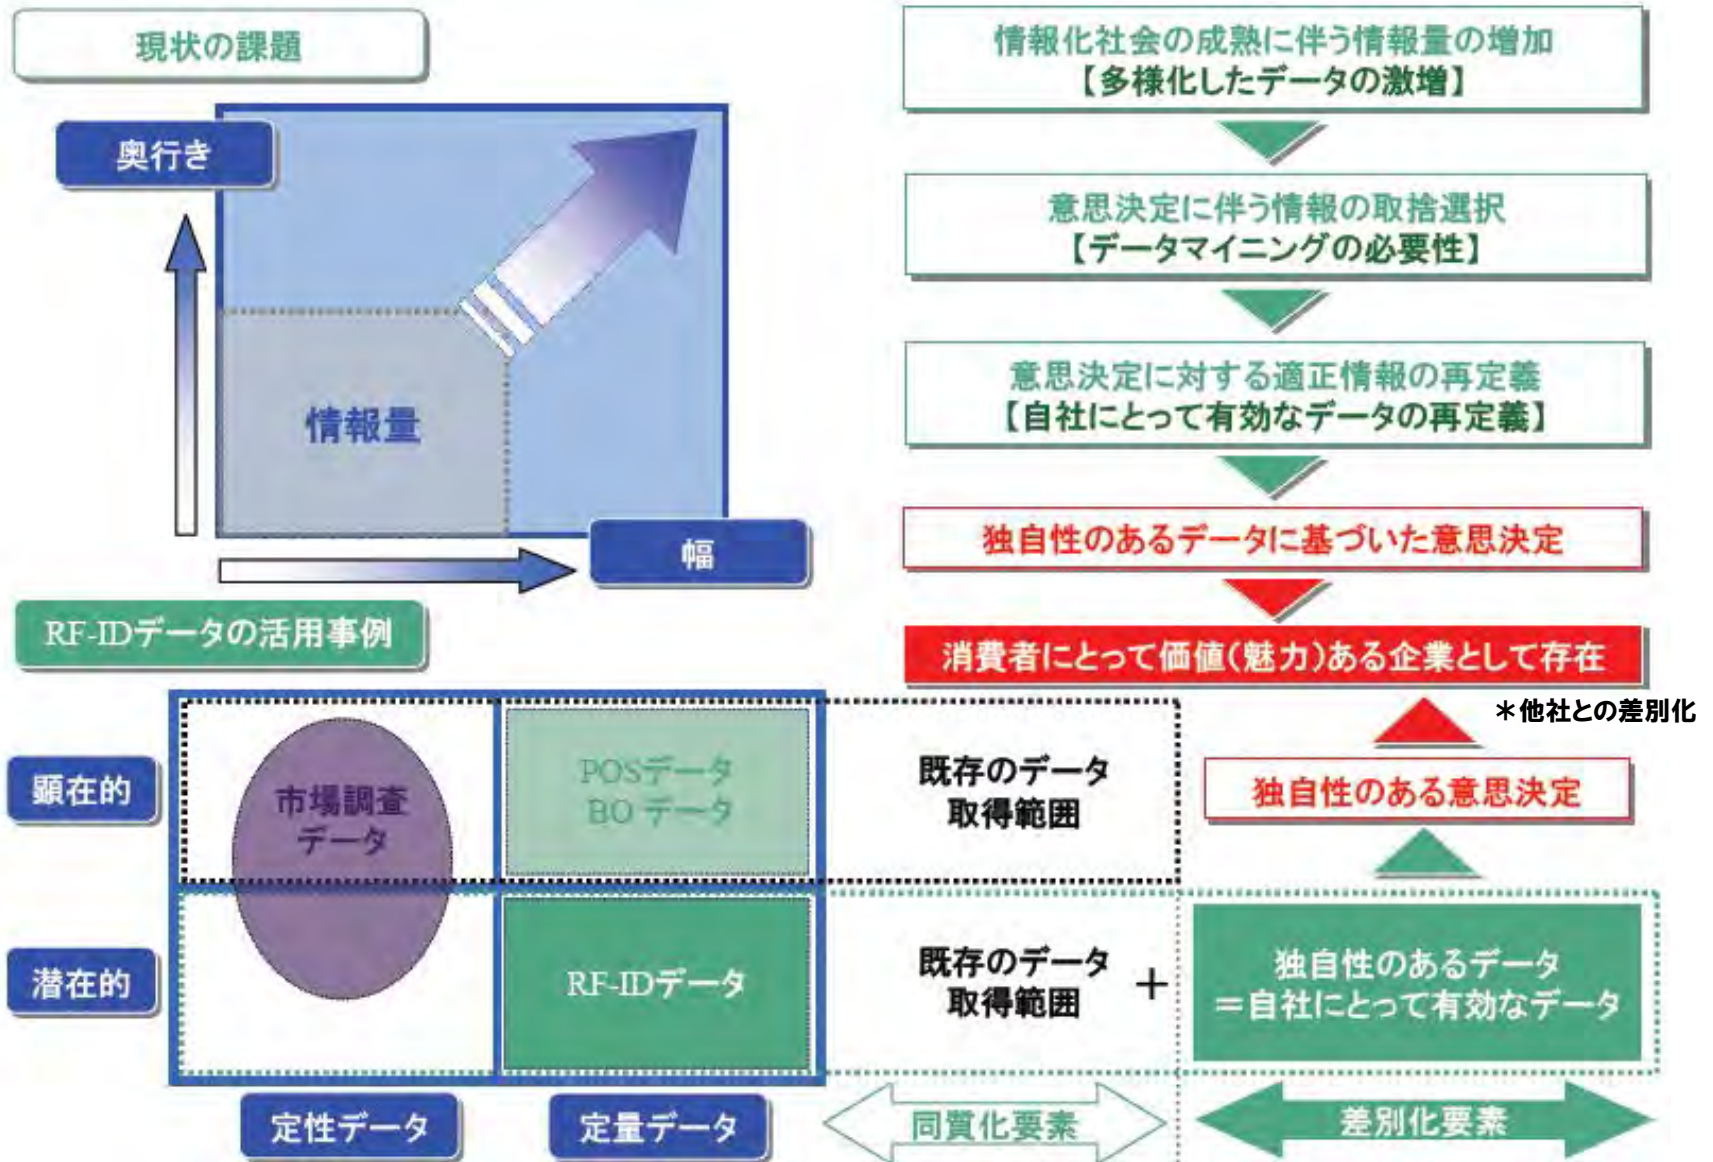 現状の課題
奥行き
情報量
幅
情報化社会の成熟に伴う情報量の増加
【多様化したデータの激増】
意思決定に伴う情報の取捨選択
【データマイニングの必要性】
意思決定に対する適正情報の再定義
【自社にとって有効なデータの再定義】
独自性のあるデータに基づいた意思決定
消費者にとって価値(魅力)ある企業として存在
＊他社との差別化
独自性のある意思決定
RF-IDデータの活用事例
顕在的
市場調査
データ
POSデータ
BO データ
既存のデータ
取得範囲
潜在的
RF-IDデータ
既存のデータ
取得範囲
＋
独自性のあるデータ
＝自社にとって有効なデータ
定性データ
定量データ
同質化要素
差別化要素